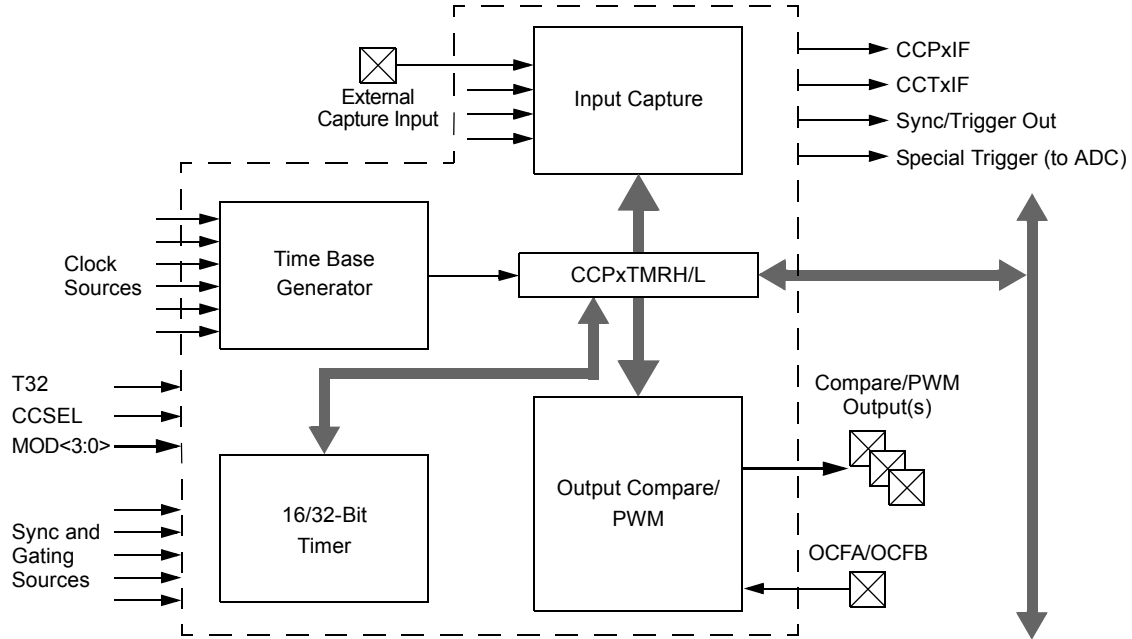 External
Capture Input
Input Capture
CCPxIF
CCTxIF
Sync/Trigger Out
Special Trigger (to ADC)
Clock
Sources
Time Base
Generator
CCPxTMRH/L
T32
CCSEL
MOD<3:0>
Sync and
Gating
Sources
16/32-Bit
Timer
Output Compare/
PWM
Compare/PWM
Output(s)
OCFA/OCFB